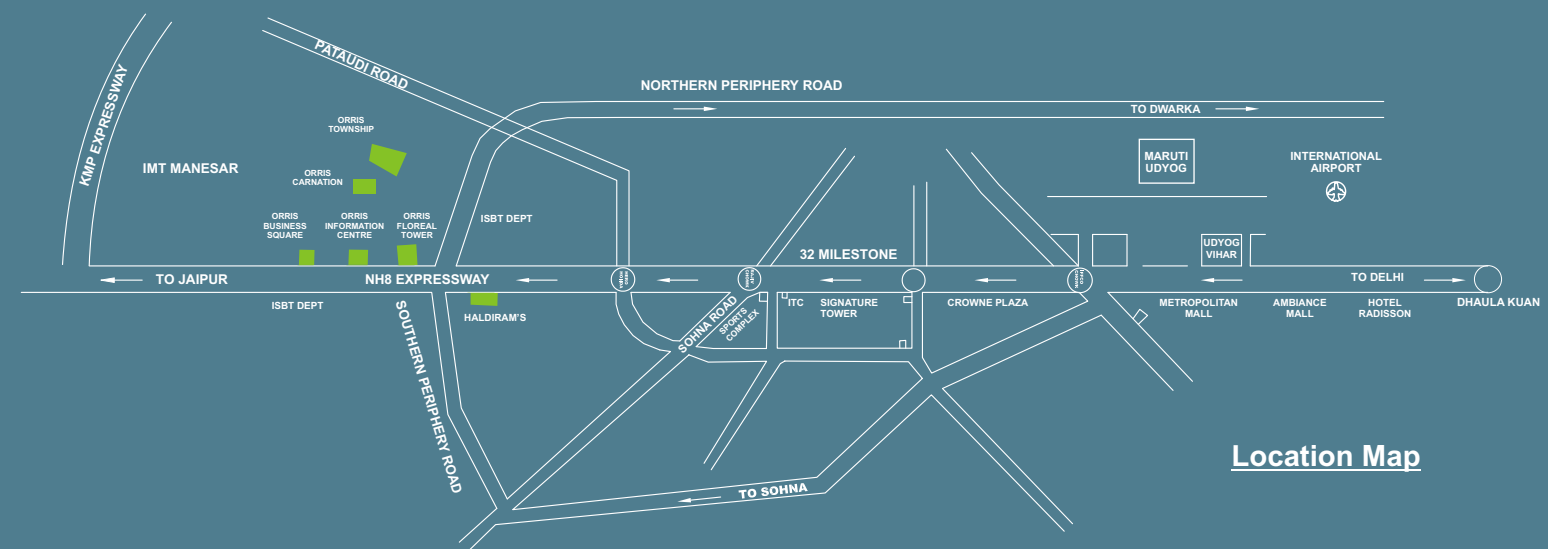 PATAUDI ROAD
KMP EXPRESSWAY
NORTHERN PERIPHERY ROAD
TO DWARKA
ORRIS
TOWNSHIP
MARUTI
UDYOG
INTERNATIONAL
AIRPORT
IMT MANESAR
ORRIS
CARNATION
ORRIS
BUSINESS
SQUARE
ORRIS
INFORMATION
CENTRE
ORRIS
FLOREAL
TOWER
ISBT DEPT
32 MILESTONE
UDYOG
VIHAR
TO JAIPUR
NH8 EXPRESSWAY
TO DELHI
ISBT DEPT
HALDIRAM'S
SOUTHERN PERIPHERY ROAD
SOHNA ROAD
SPORTS
COMPLEX
ITC
SIGNATURE
TOWER
CROWNE PLAZA
METROPOLITAN
MALL
AMBIANCE
MALL
HOTEL
RADISSON
DHAULA KUAN
TO SOHNA
Location Map